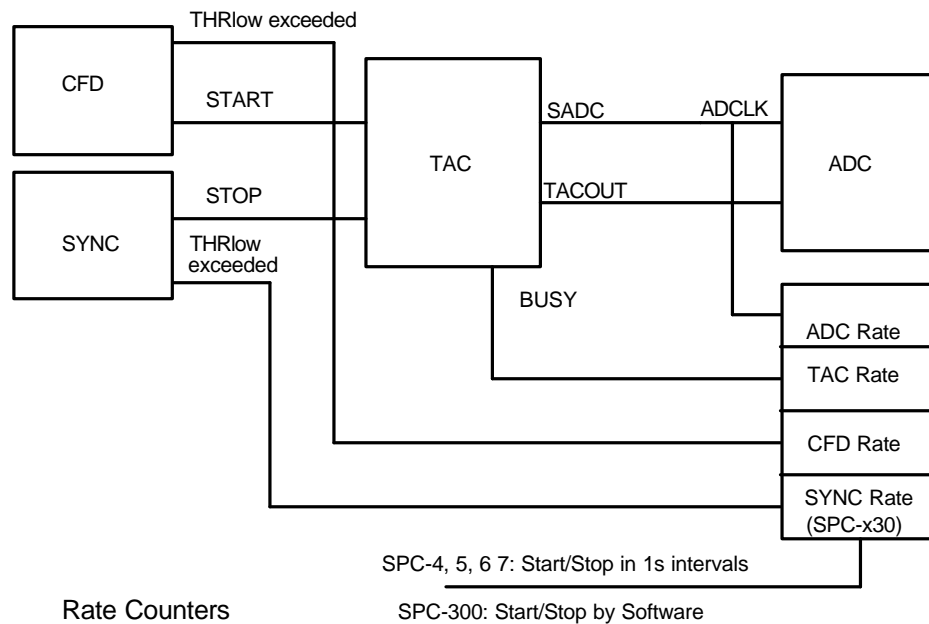 THRlow exceeded
CFD
START
TAC
SADC
ADCLK
ADC
STOP
TACOUT
SYNC
THRlow
exceeded
BUSY
ADC Rate
TAC Rate
CFD Rate
SYNC Rate
(SPC-x30)
SPC-4, 5, 6 7: Start/Stop in 1s intervals
Rate Counters
SPC-300: Start/Stop by Software